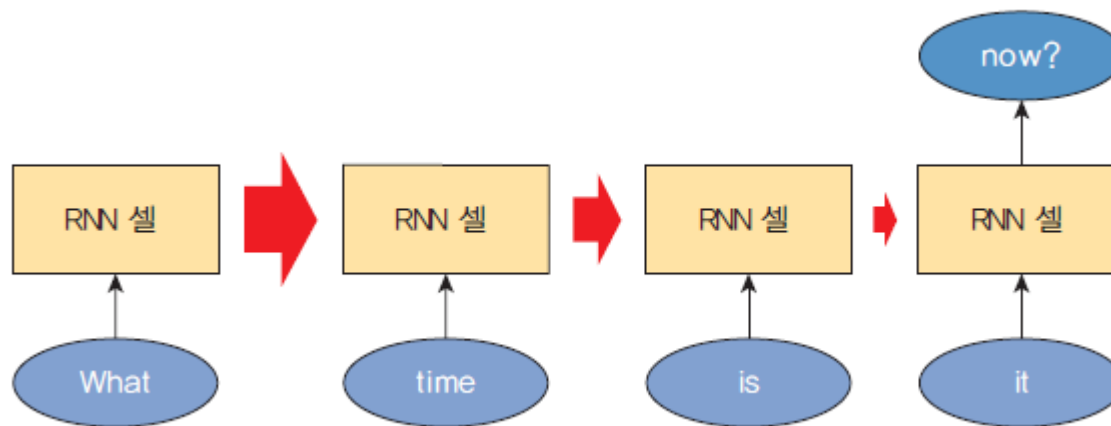 now?
RNN 셀
RNN 셀
RNN 셀
RNN 셀
What
time
is
it